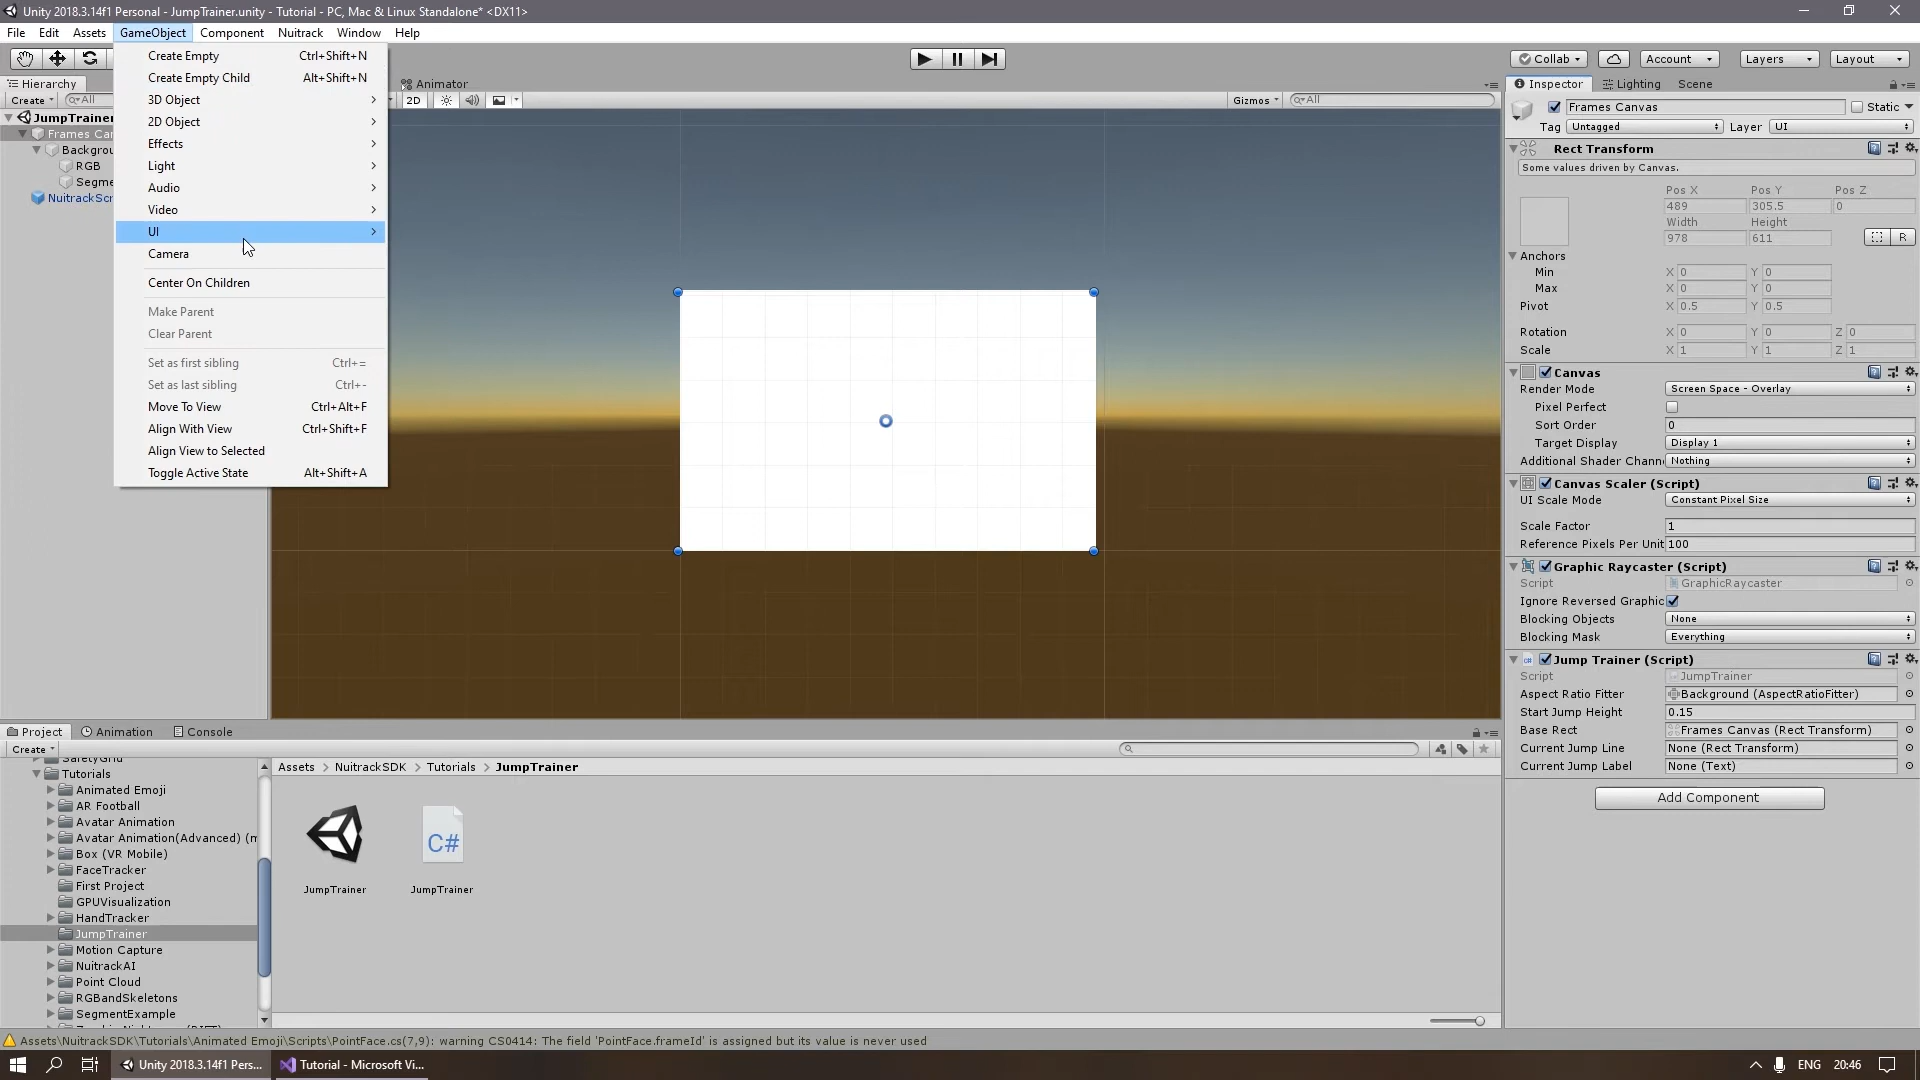 Unity 2018.3.14f1 Personal - JumpTrainer.unity - Tutorial - PC, Mac & Linux Standalone* <DX11>
File Edit Assets GameObject Component Nuitrack Window Help
Collab Account Layers Layout
Create Empty Ctrl+Shift+N
Create Empty Child Alt+Shift+N
3D Object
2D Object
Effects
Light
Audio
Video
UI
Camera
Center On Children
Make Parent
Clear Parent
Set as first sibling Ctrl+=
Set as last sibling Ctrl+-
Move To View Ctrl+Alt+F
Align With View Ctrl+Shift+F
Align View to Selected
Toggle Active State Alt+Shift+A
Hierarchy
Create All
JumpTrainer
Frames Ca
Backgrou
RGB
Segme
NuitrackScr
Animator
2D Gizmos All
Inspector Lighting Scene
Frames Canvas Static
Tag Untagged Layer UI
Rect Transform
Some values driven by Canvas.
Pos X Pos Y Pos Z
489 305.5 0
Width Height
978 611 R
Anchors
Min X 0 Y 0
Max X 0 Y 0
Pivot X 0.5 Y 0.5
Rotation X 0 Y 0 Z 0
Scale X 1 Y 1 Z 1
Canvas
Render Mode Screen Space - Overlay
Pixel Perfect
Sort Order 0
Target Display Display 1
Additional Shader Chann Nothing
Canvas Scaler (Script)
UI Scale Mode Constant Pixel Size
Scale Factor 1
Reference Pixels Per Unit 100
Graphic Raycaster (Script)
Script GraphicRaycaster
Ignore Reversed Graphic
Blocking Objects None
Blocking Mask Everything
Jump Trainer (Script)
Script JumpTrainer
Aspect Ratio Fitter Background (AspectRatioFitter)
Start Jump Height 0.15
Base Rect Frames Canvas (Rect Transform)
Current Jump Line None (Rect Transform)
Current Jump Label None (Text)
Add Component
Project Animation Console
Create
Tutorials
Animated Emoji
AR Football
Avatar Animation
Avatar Animation(Advanced) (m
Box (VR Mobile)
FaceTracker
First Project
GPUVisualization
HandTracker
JumpTrainer
Motion Capture
NuitrackAI
Point Cloud
RGBandSkeletons
SegmentExample
Assets > NuitrackSDK > Tutorials > JumpTrainer
C#
JumpTrainer JumpTrainer
Assets\NuitrackSDK\Tutorials\Animated Emoji\Scripts\PointFace.cs(7,9): warning CS0414: The field 'PointFace.frameId' is assigned but its value is never used
Unity 2018.3.14f1 Pers... Tutorial - Microsoft Vi... ENG 20:46